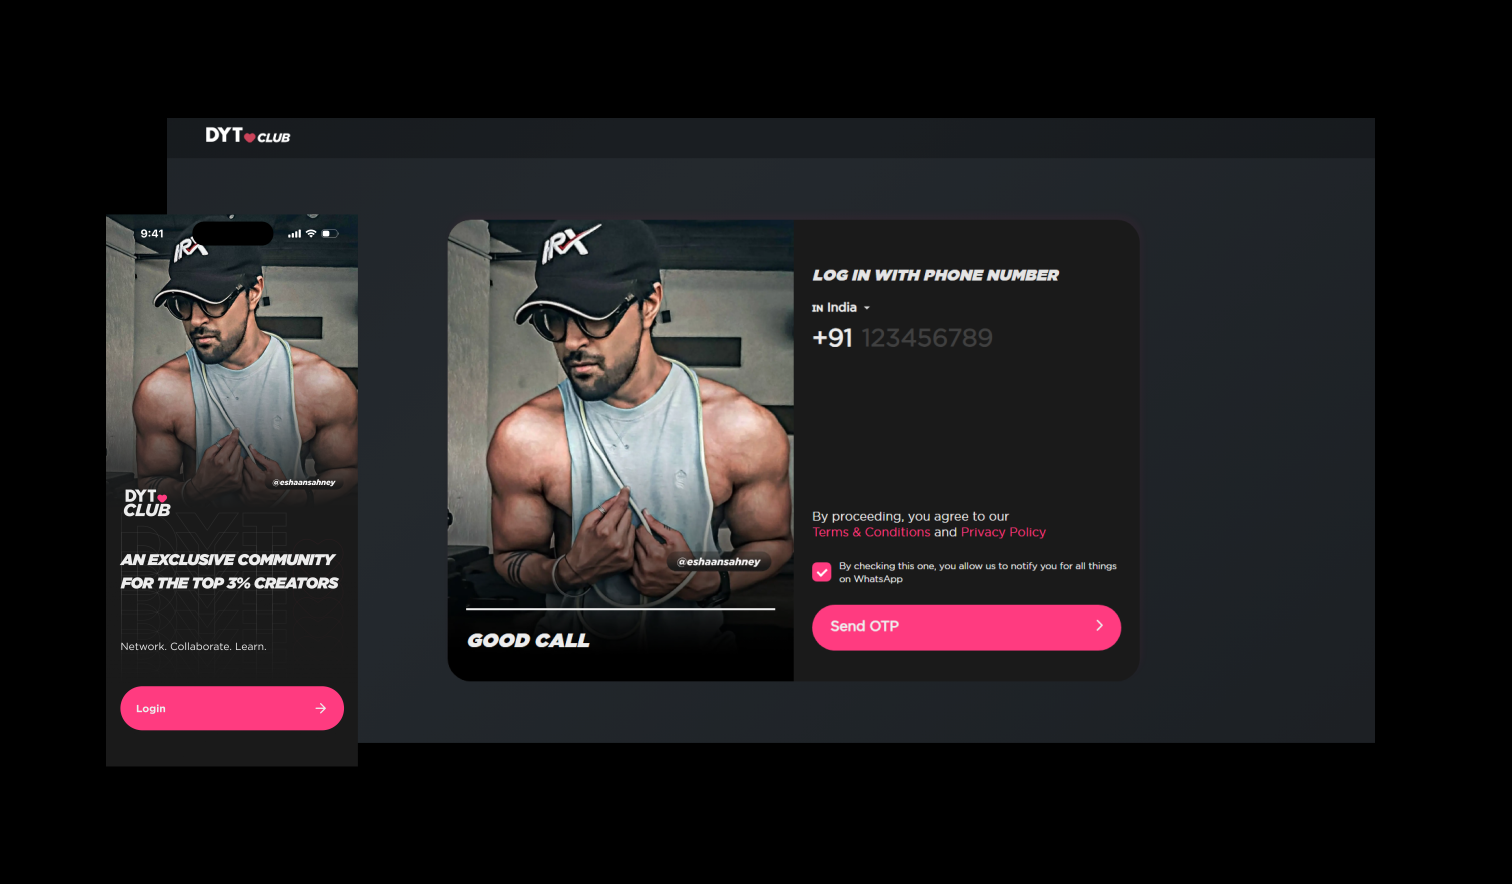 DYT CLUB
9:41
HRX
@eshaansahney
DYT
CLUB
AN EXCLUSIVE COMMUNITY
FOR THE TOP 3% CREATORS
Network. Collaborate. Learn.
Login
HRX
@eshaansahney
GOOD CALL
LOG IN WITH PHONE NUMBER
IN India
+91 123456789
By proceeding, you agree to our
Terms & Conditions and Privacy Policy
By checking this one, you allow us to notify you for all things
on WhatsApp
Send OTP